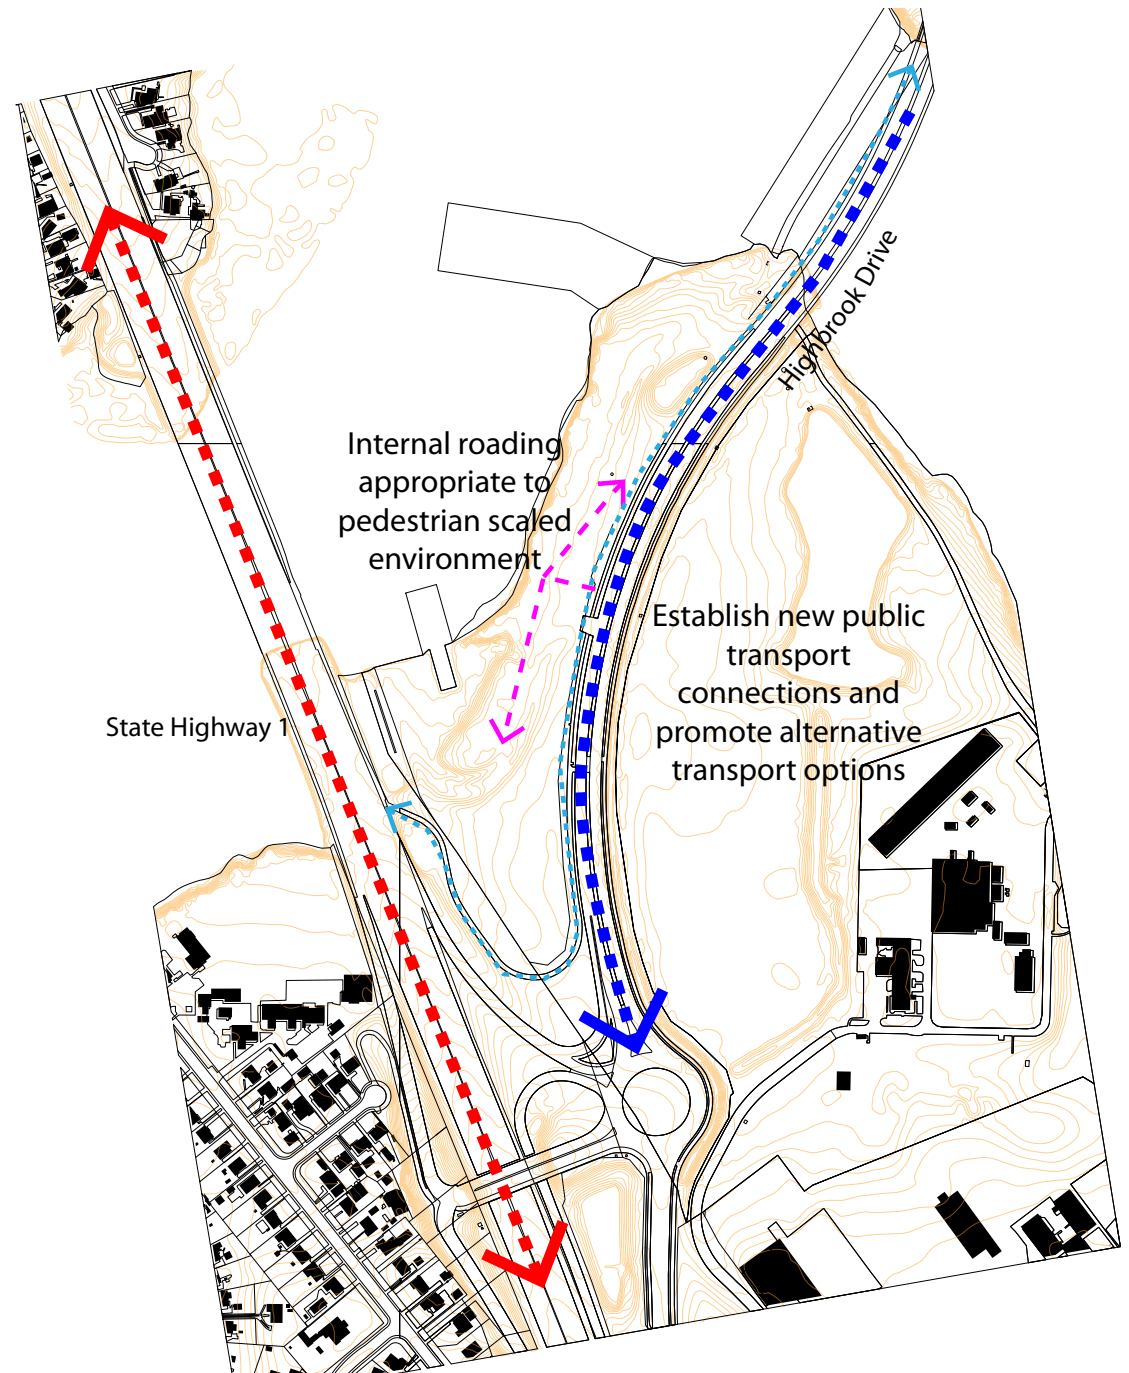 Highbrook Drive
Internal roading
appropriate to
pedestrian scaled
environment
Establish new public
transport
connections and
promote alternative
transport options
State Highway 1